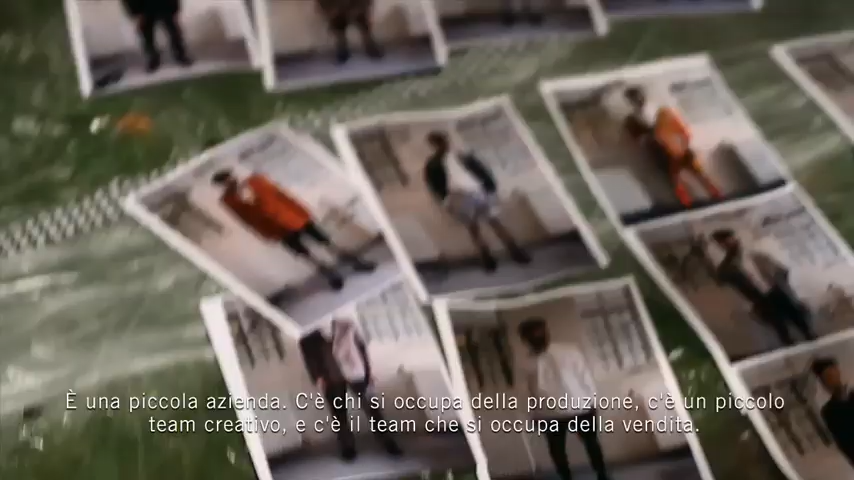 È una piccola azienda. C'è chi si occupa della produzione, c'è un piccolo
team creativo, e c'è il team che si occupa della vendita.